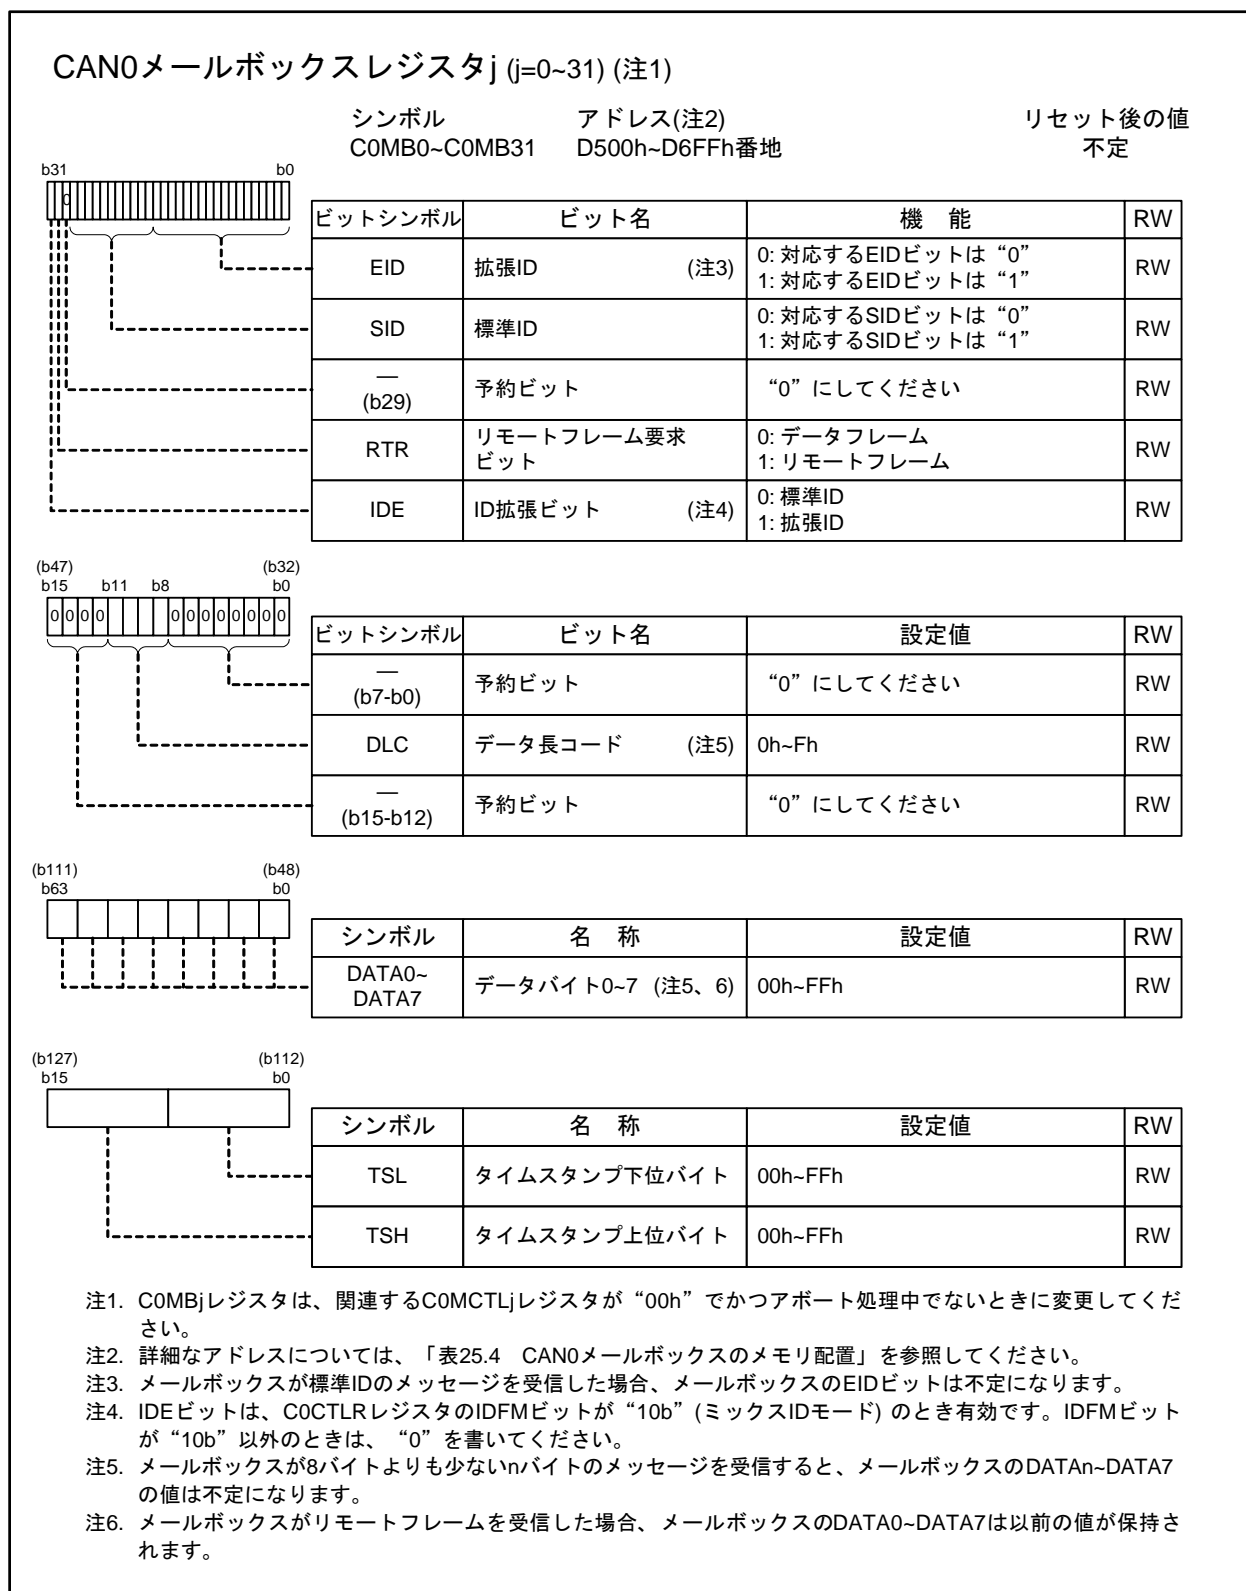 CAN0メールボックスレジスタj (j=0~31) (注1)
シンボル アドレス(注2) リセット後の値
C0MB0~C0MB31 D500h~D6FFh番地 不定
b31 b0
0
ビットシンボル ビット名 機 能 RW
EID 拡張ID (注3) 0: 対応するEIDビットは“0” RW
1: 対応するEIDビットは“1”
SID 標準ID 0: 対応するSIDビットは“0” RW
1: 対応するSIDビットは“1”
—
(b29) 予約ビット “0”にしてください RW
RTR リモートフレーム要求 0: データフレーム RW
ビット 1: リモートフレーム
IDE ID拡張ビット (注4) 0: 標準ID RW
1: 拡張ID
(b47) (b32)
b15 b11 b8 b0
0 0 0 0 0 0 0 0 0 0 0 0
ビットシンボル ビット名 設定値 RW
—
(b7-b0) 予約ビット “0”にしてください RW
DLC データ長コード (注5) 0h~Fh RW
—
(b15-b12) 予約ビット “0”にしてください RW
(b111) (b48)
b63 b0
シンボル 名 称 設定値 RW
DATA0~
DATA7 データバイト0~7 (注5、6) 00h~FFh RW
(b127) (b112)
b15 b0
シンボル 名 称 設定値 RW
TSL タイムスタンプ下位バイト 00h~FFh RW
TSH タイムスタンプ上位バイト 00h~FFh RW
注1. C0MBjレジスタは、関連するC0MCTLjレジスタが“00h”でかつアボート処理中でないときに変更してくだ
さい。
注2. 詳細なアドレスについては、「表25.4 CAN0メールボックスのメモリ配置」を参照してください。
注3. メールボックスが標準IDのメッセージを受信した場合、メールボックスのEIDビットは不定になります。
注4. IDEビットは、C0CTLRレジスタのIDFMビットが“10b”(ミックスIDモード) のとき有効です。IDFMビット
が“10b”以外のときは、“0”を書いてください。
注5. メールボックスが8バイトよりも少ないnバイトのメッセージを受信すると、メールボックスのDATAn~DATA7
の値は不定になります。
注6. メールボックスがリモートフレームを受信した場合、メールボックスのDATA0~DATA7は以前の値が保持さ
れます。